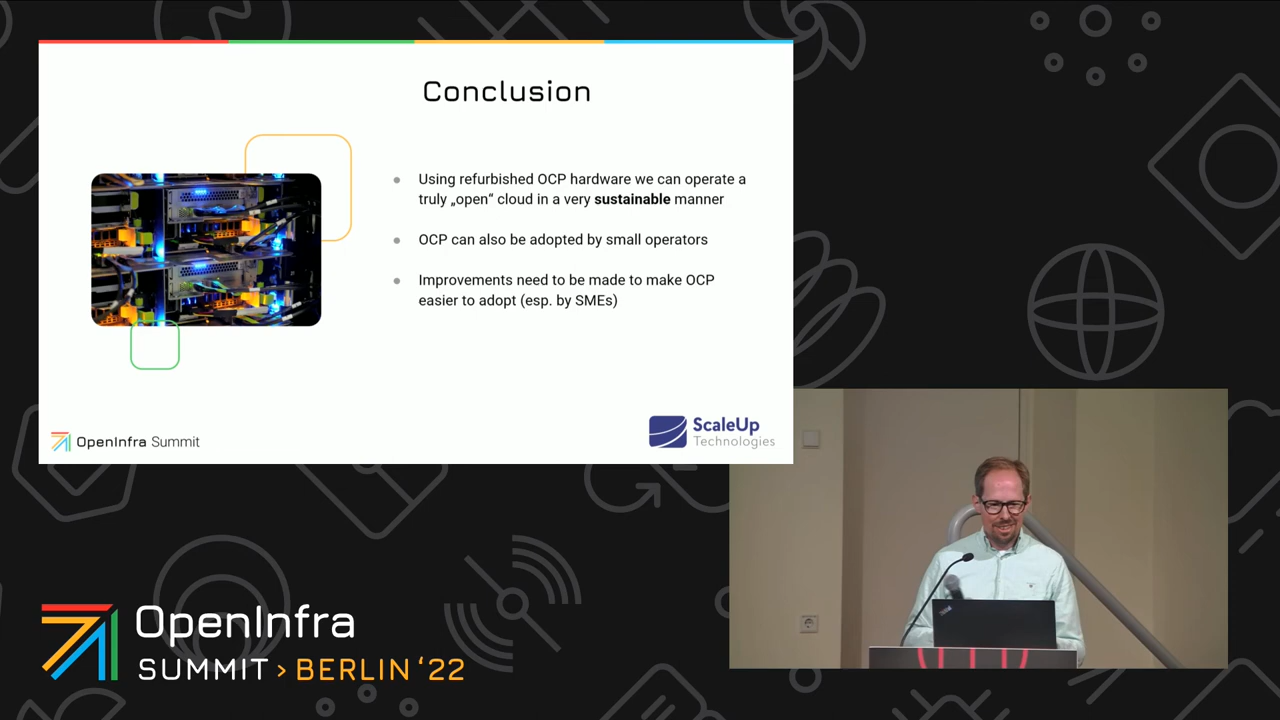 Conclusion
Using refurbished OCP hardware we can operate a
truly „open“ cloud in a very sustainable manner
OCP can also be adopted by small operators
Improvements need to be made to make OCP
easier to adopt (esp. by SMEs)
OpenInfra Summit
ScaleUp
Technologies
OpenInfra
SUMMIT > BERLIN ‘22